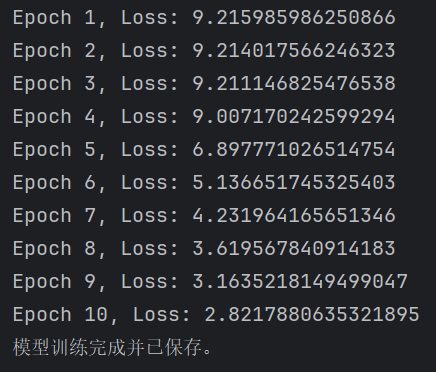 Epoch 1, Loss: 9.215985986250866
Epoch 2, Loss: 9.214017566246323
Epoch 3, Loss: 9.211146825476538
Epoch 4, Loss: 9.007170242599294
Epoch 5, Loss: 6.897771026514754
Epoch 6, Loss: 5.136651745325403
Epoch 7, Loss: 4.231964165651346
Epoch 8, Loss: 3.619567840914183
Epoch 9, Loss: 3.1635218149499047
Epoch 10, Loss: 2.8217880635321895
模型训练完成并已保存。